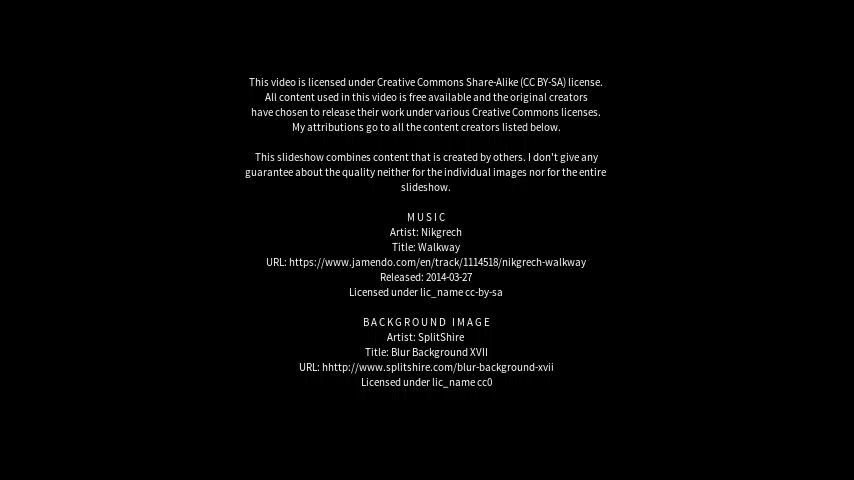 This video is licensed under Creative Commons Share-Alike (CC BY-SA) license.
All content used in this video is free available and the original creators
have chosen to release their work under various Creative Commons licenses.
My attributions go to all the content creators listed below.
This slideshow combines content that is created by others. I don't give any
guarantee about the quality neither for the individual images nor for the entire
slideshow.
MUSIC
Artist: Nikgrech
Title: Walkway
URL: https://www.jamendo.com/en/track/1114518/nikgrech-walkway
Released: 2014-03-27
Licensed under lic_name cc-by-sa
BACKGROUND IMAGE
Artist: SplitShire
Title: Blur Background XVII
URL: hhttp://www.splitshire.com/blur-background-xvii
Licensed under lic_name cc0